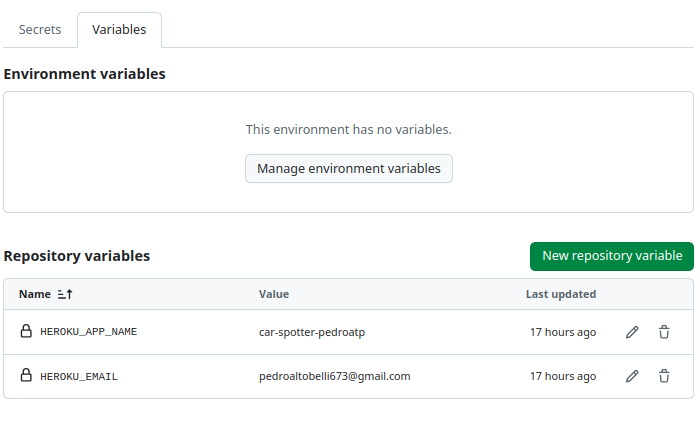 Secrets Variables
Environment variables
This environment has no variables.
Manage environment variables
Repository variables New repository variable
Name Value Last updated
HEROKU_APP_NAME car-spotter-pedroatp 17 hours ago
HEROKU_EMAIL pedroaltobelli673@gmail.com 17 hours ago